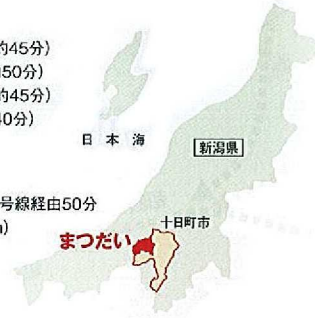 約45分)
50分)
約45分)
40分)
日本海
新潟県
号線経由50分
十日町市
まつだい